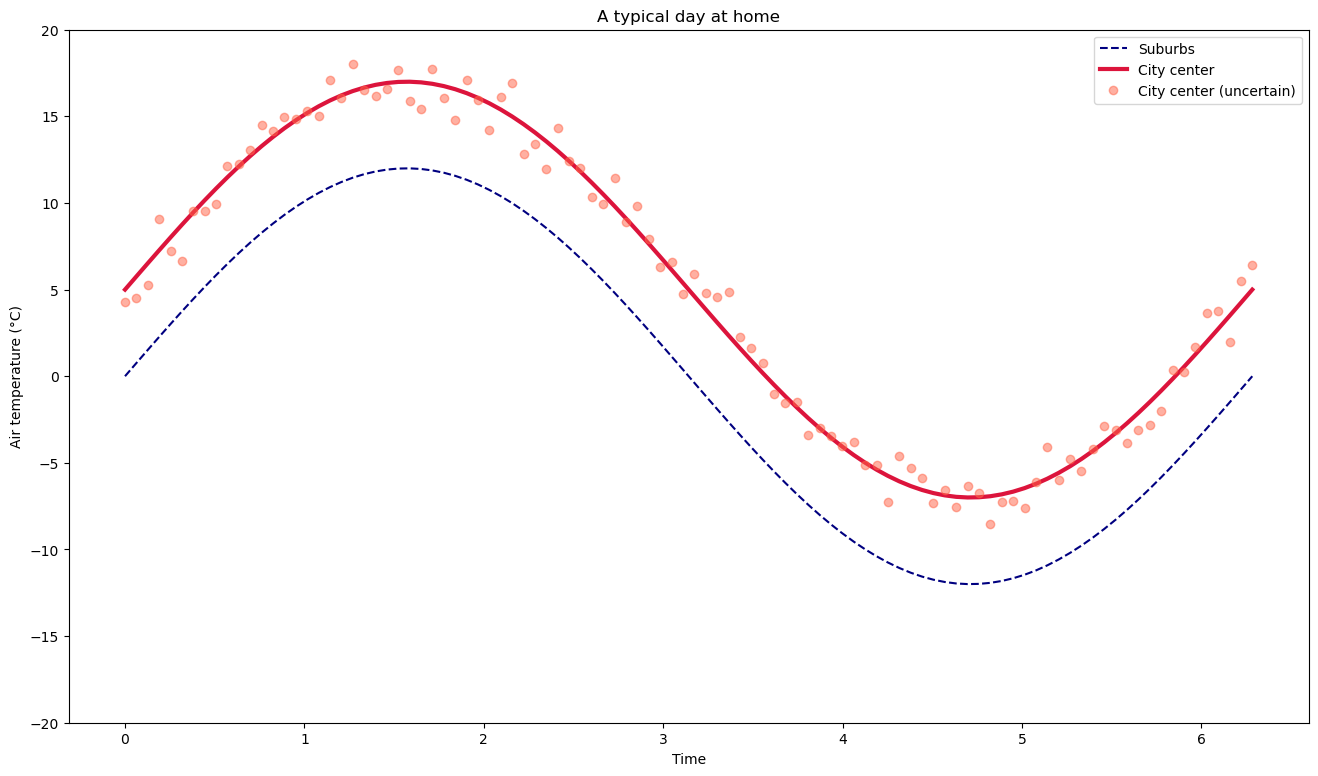 A typical day at home
Suburbs
City center
City center (uncertain)
20
15
10
5
0
−5
−10
−15
−20
Air temperature (°C)
0 1 2 3 4 5 6
Time